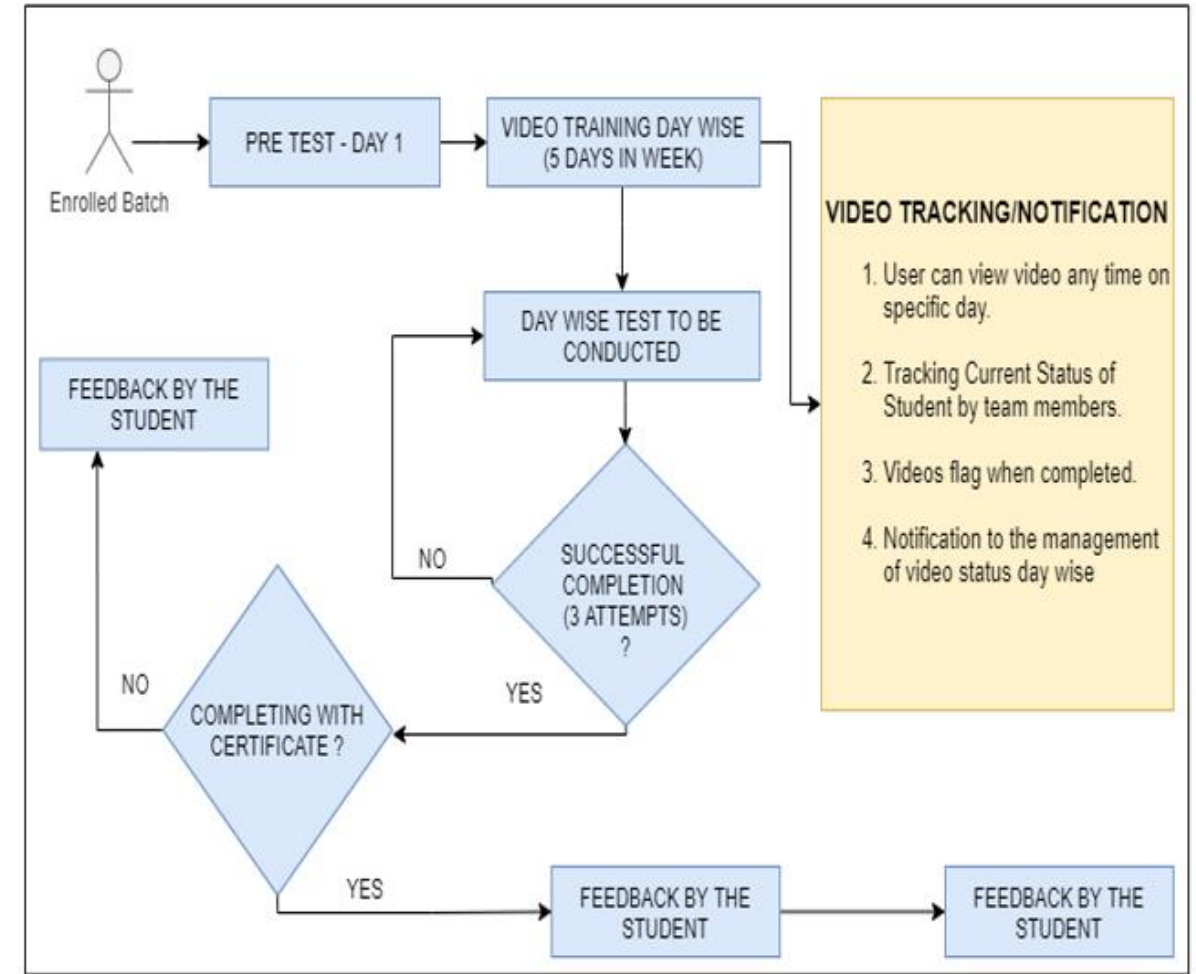 Enrolled Batch
PRE TEST - DAY 1
VIDEO TRAINING DAY WISE
(5 DAYS IN WEEK)
VIDEO TRACKING/NOTIFICATION
1. User can view video any time on
specific day.
2. Tracking Current Status of
Student by team members.
3. Videos flag when completed.
4. Notification to the management
of video status day wise
DAY WISE TEST TO BE
CONDUCTED
FEEDBACK BY THE
STUDENT
NO
SUCCESSFUL
COMPLETION
(3 ATTEMPTS)
?
YES
NO
COMPLETING WITH
CERTIFICATE ?
YES
FEEDBACK BY THE
STUDENT
FEEDBACK BY THE
STUDENT